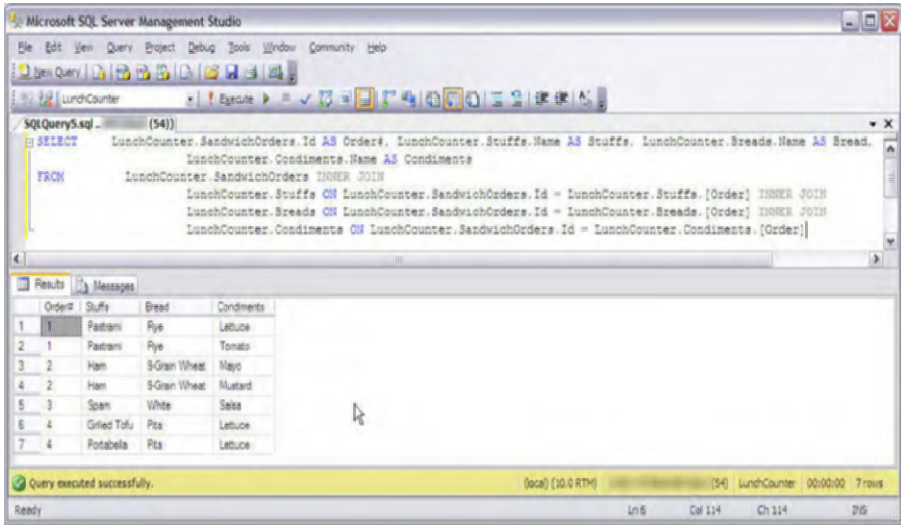 Microsoft SQL Server Management Studio
File Edit View Query Project Debug Tools Window Community Help
New Query
LunchCounter Execute
SQLQuery5.sql - (54))
SELECT LunchCounter.SandwichOrders.Id AS Order#, LunchCounter.Stuffs.Name AS Stuffs, LunchCounter.Breads.Name AS Bread,
LunchCounter.Condiments.Name AS Condiments
FROM LunchCounter.SandwichOrders INNER JOIN
LunchCounter.Stuffs ON LunchCounter.SandwichOrders.Id = LunchCounter.Stuffs.[Order] INNER JOIN
LunchCounter.Breads ON LunchCounter.SandwichOrders.Id = LunchCounter.Breads.[Order] INNER JOIN
LunchCounter.Condiments ON LunchCounter.SandwichOrders.Id = LunchCounter.Condiments.[Order]
Results Messages
Order# Stuffs Bread Condiments
1 1 Pastrami Rye Lettuce
2 1 Pastrami Rye Tomato
3 2 Ham 9-Grain Wheat Mayo
4 2 Ham 9-Grain Wheat Mustard
5 3 Spam White Salsa
6 4 Grilled Tofu Pita Lettuce
7 4 Portabella Pita Lettuce
Query executed successfully. (local) (10.0 RTM) (54) LunchCounter 00:00:00 7 rows
Ready Ln 6 Col 114 Ch 114 INS